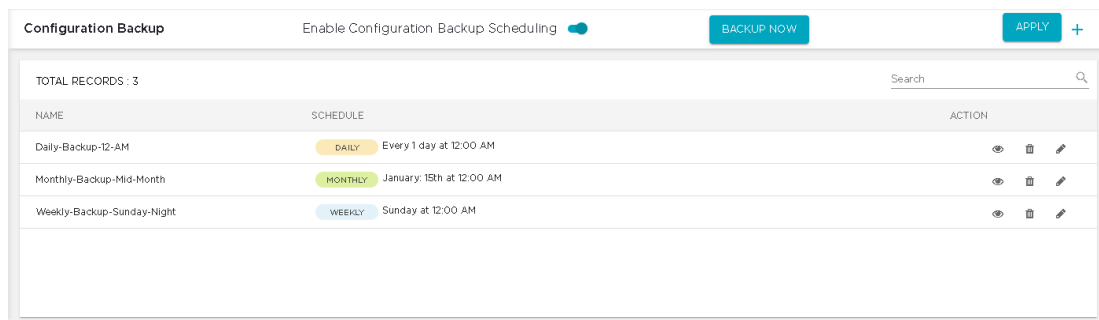 Configuration Backup Enable Configuration Backup Scheduling BACKUP NOW APPLY +
TOTAL RECORDS : 3 Search
NAME SCHEDULE ACTION
Daily-Backup-12-AM DAILY Every 1 day at 12:00 AM
Monthly-Backup-Mid-Month MONTHLY January: 15th at 12:00 AM
Weekly-Backup-Sunday-Night WEEKLY Sunday at 12:00 AM